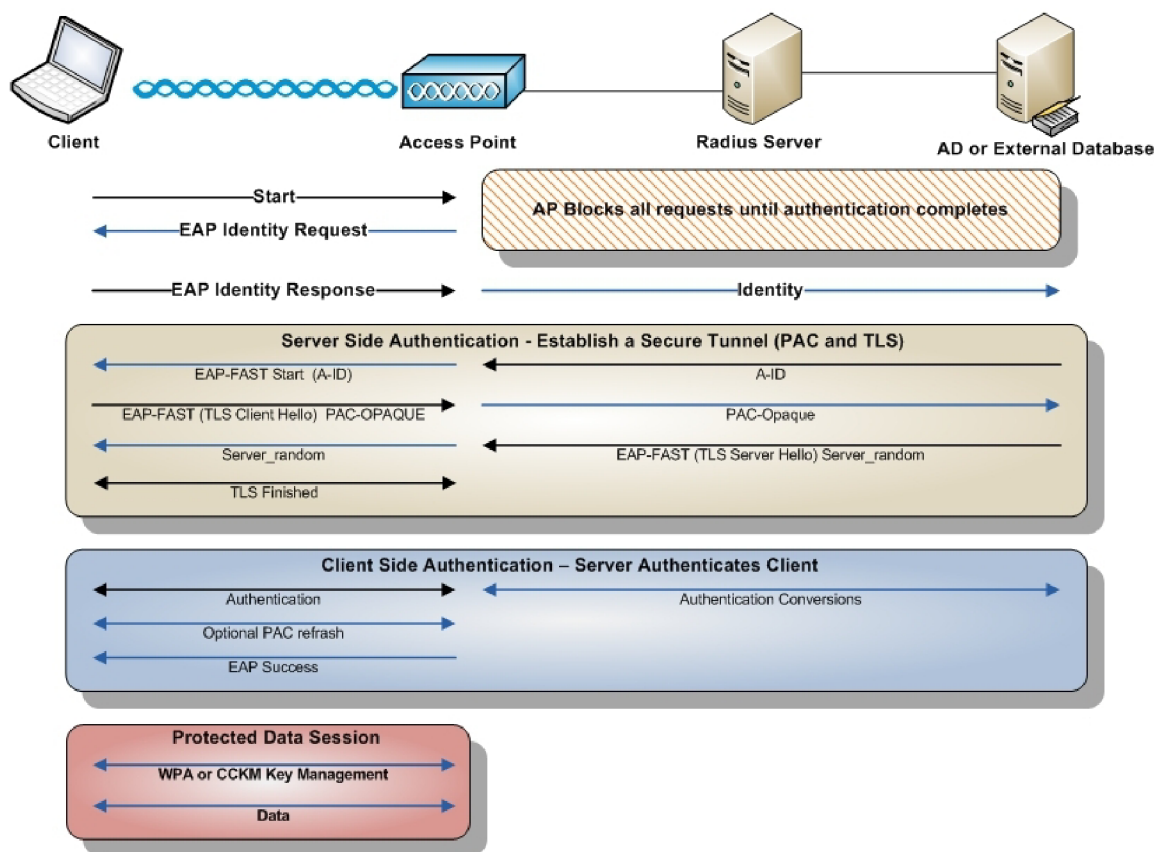 Client
Access Point
Radius Server
AD or External Database
Start
AP Blocks all requests until authentication completes
EAP Identity Request
EAP Identity Response
Identity
Server Side Authentication - Establish a Secure Tunnel (PAC and TLS)
EAP-FAST Start (A-ID)
A-ID
EAP-FAST (TLS Client Hello) PAC-OPAQUE
PAC-Opaque
Server_random
EAP-FAST (TLS Server Hello) Server_random
TLS Finished
Client Side Authentication – Server Authenticates Client
Authentication
Authentication Conversions
Optional PAC refrash
EAP Success
Protected Data Session
WPA or CCKM Key Management
Data